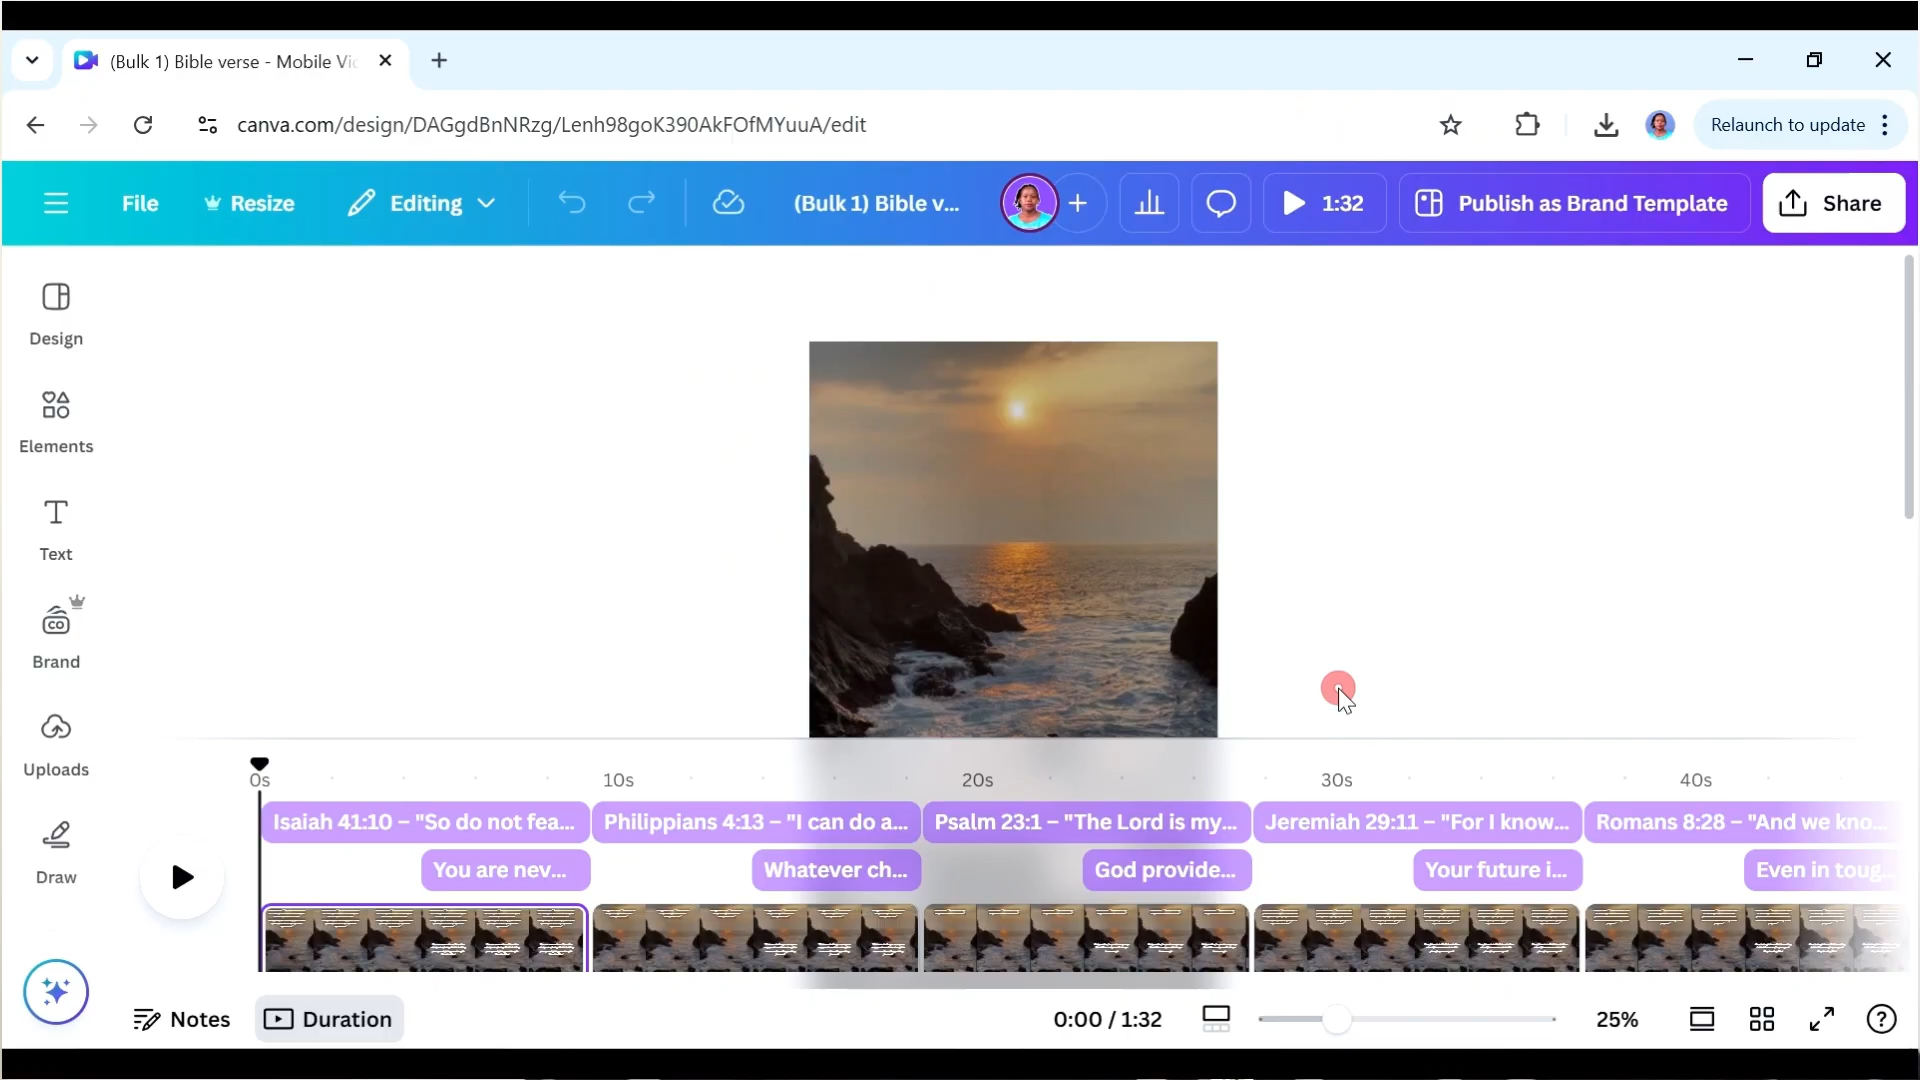 (Bulk 1) Bible verse - Mobile Vi
canva.com/design/DAGgdBnNRzg/Lenh98goK390AkFOfMYuuA/edit
Relaunch to update
File
Resize
Editing
(Bulk 1) Bible v...
1:32
Publish as Brand Template
Share
Design
Elements
Text
Brand
Uploads
Draw
0s 10s 20s 30s 40s
Isaiah 41:10 – "So do not fea... Philippians 4:13 – "I can do a... Psalm 23:1 – "The Lord is my... Jeremiah 29:11 – "For I know... Romans 8:28 – "And we kno...
You are nev... Whatever ch... God provide... Your future i... Even in toug...
Notes
Duration
0:00 / 1:32
25%